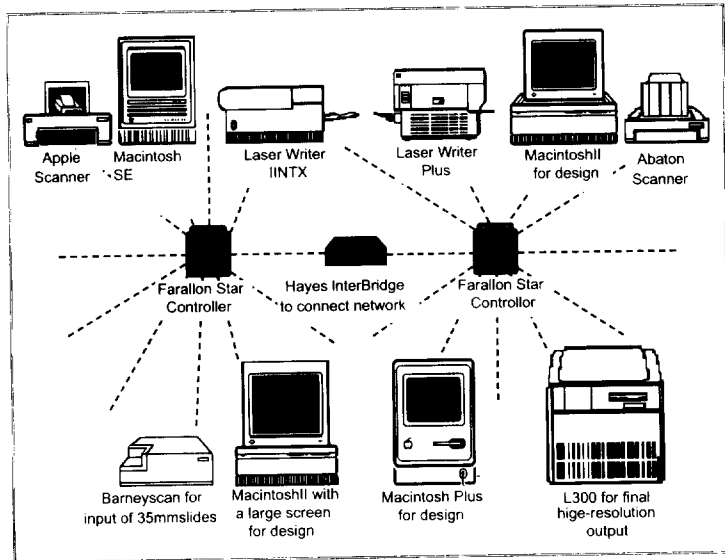 Apple
Scanner
Macintosh
SE
Laser Writer
IINTX
Laser Writer
Plus
MacintoshII
for design
Abaton
Scanner
Farallon Star
Controller
Hayes InterBridge
to connect network
Farallon Star
Controllor
Barneyscan for
input of 35mmslides
MacintoshII with
a large screen
for design
Macintosh Plus
for design
L300 for final
hige-resolution
output